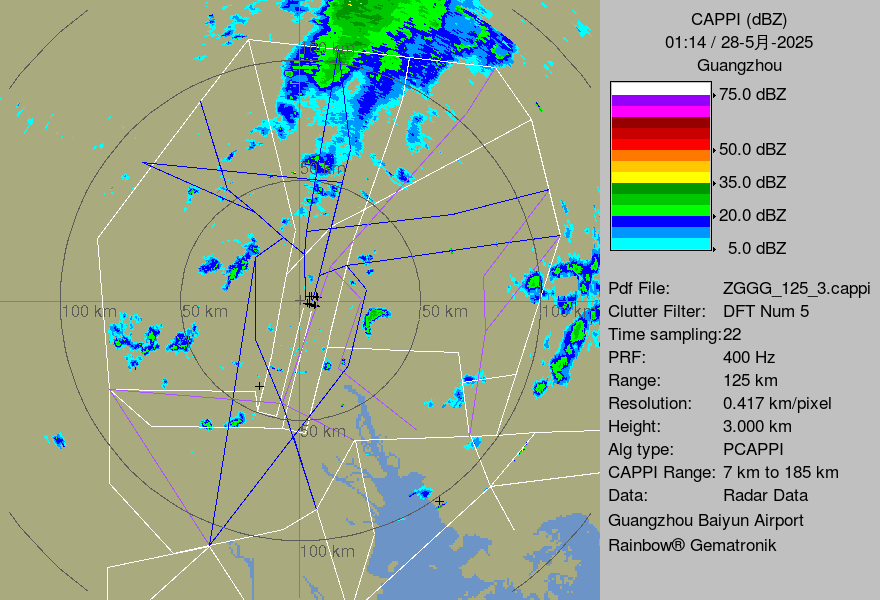 CAPPI (dBZ)
01:14 / 28-5月-2025
Guangzhou
75.0 dBZ
50.0 dBZ
35.0 dBZ
20.0 dBZ
5.0 dBZ
Pdf File: ZGGG_125_3.cappi
Clutter Filter: DFT Num 5
Time sampling:22
PRF: 400 Hz
Range: 125 km
Resolution: 0.417 km/pixel
Height: 3.000 km
Alg type: PCAPPI
CAPPI Range: 7 km to 185 km
Data: Radar Data
Guangzhou Baiyun Airport
Rainbow® Gematronik
50 km
100 km
50 km
50 km
100 km
50 km
100 km